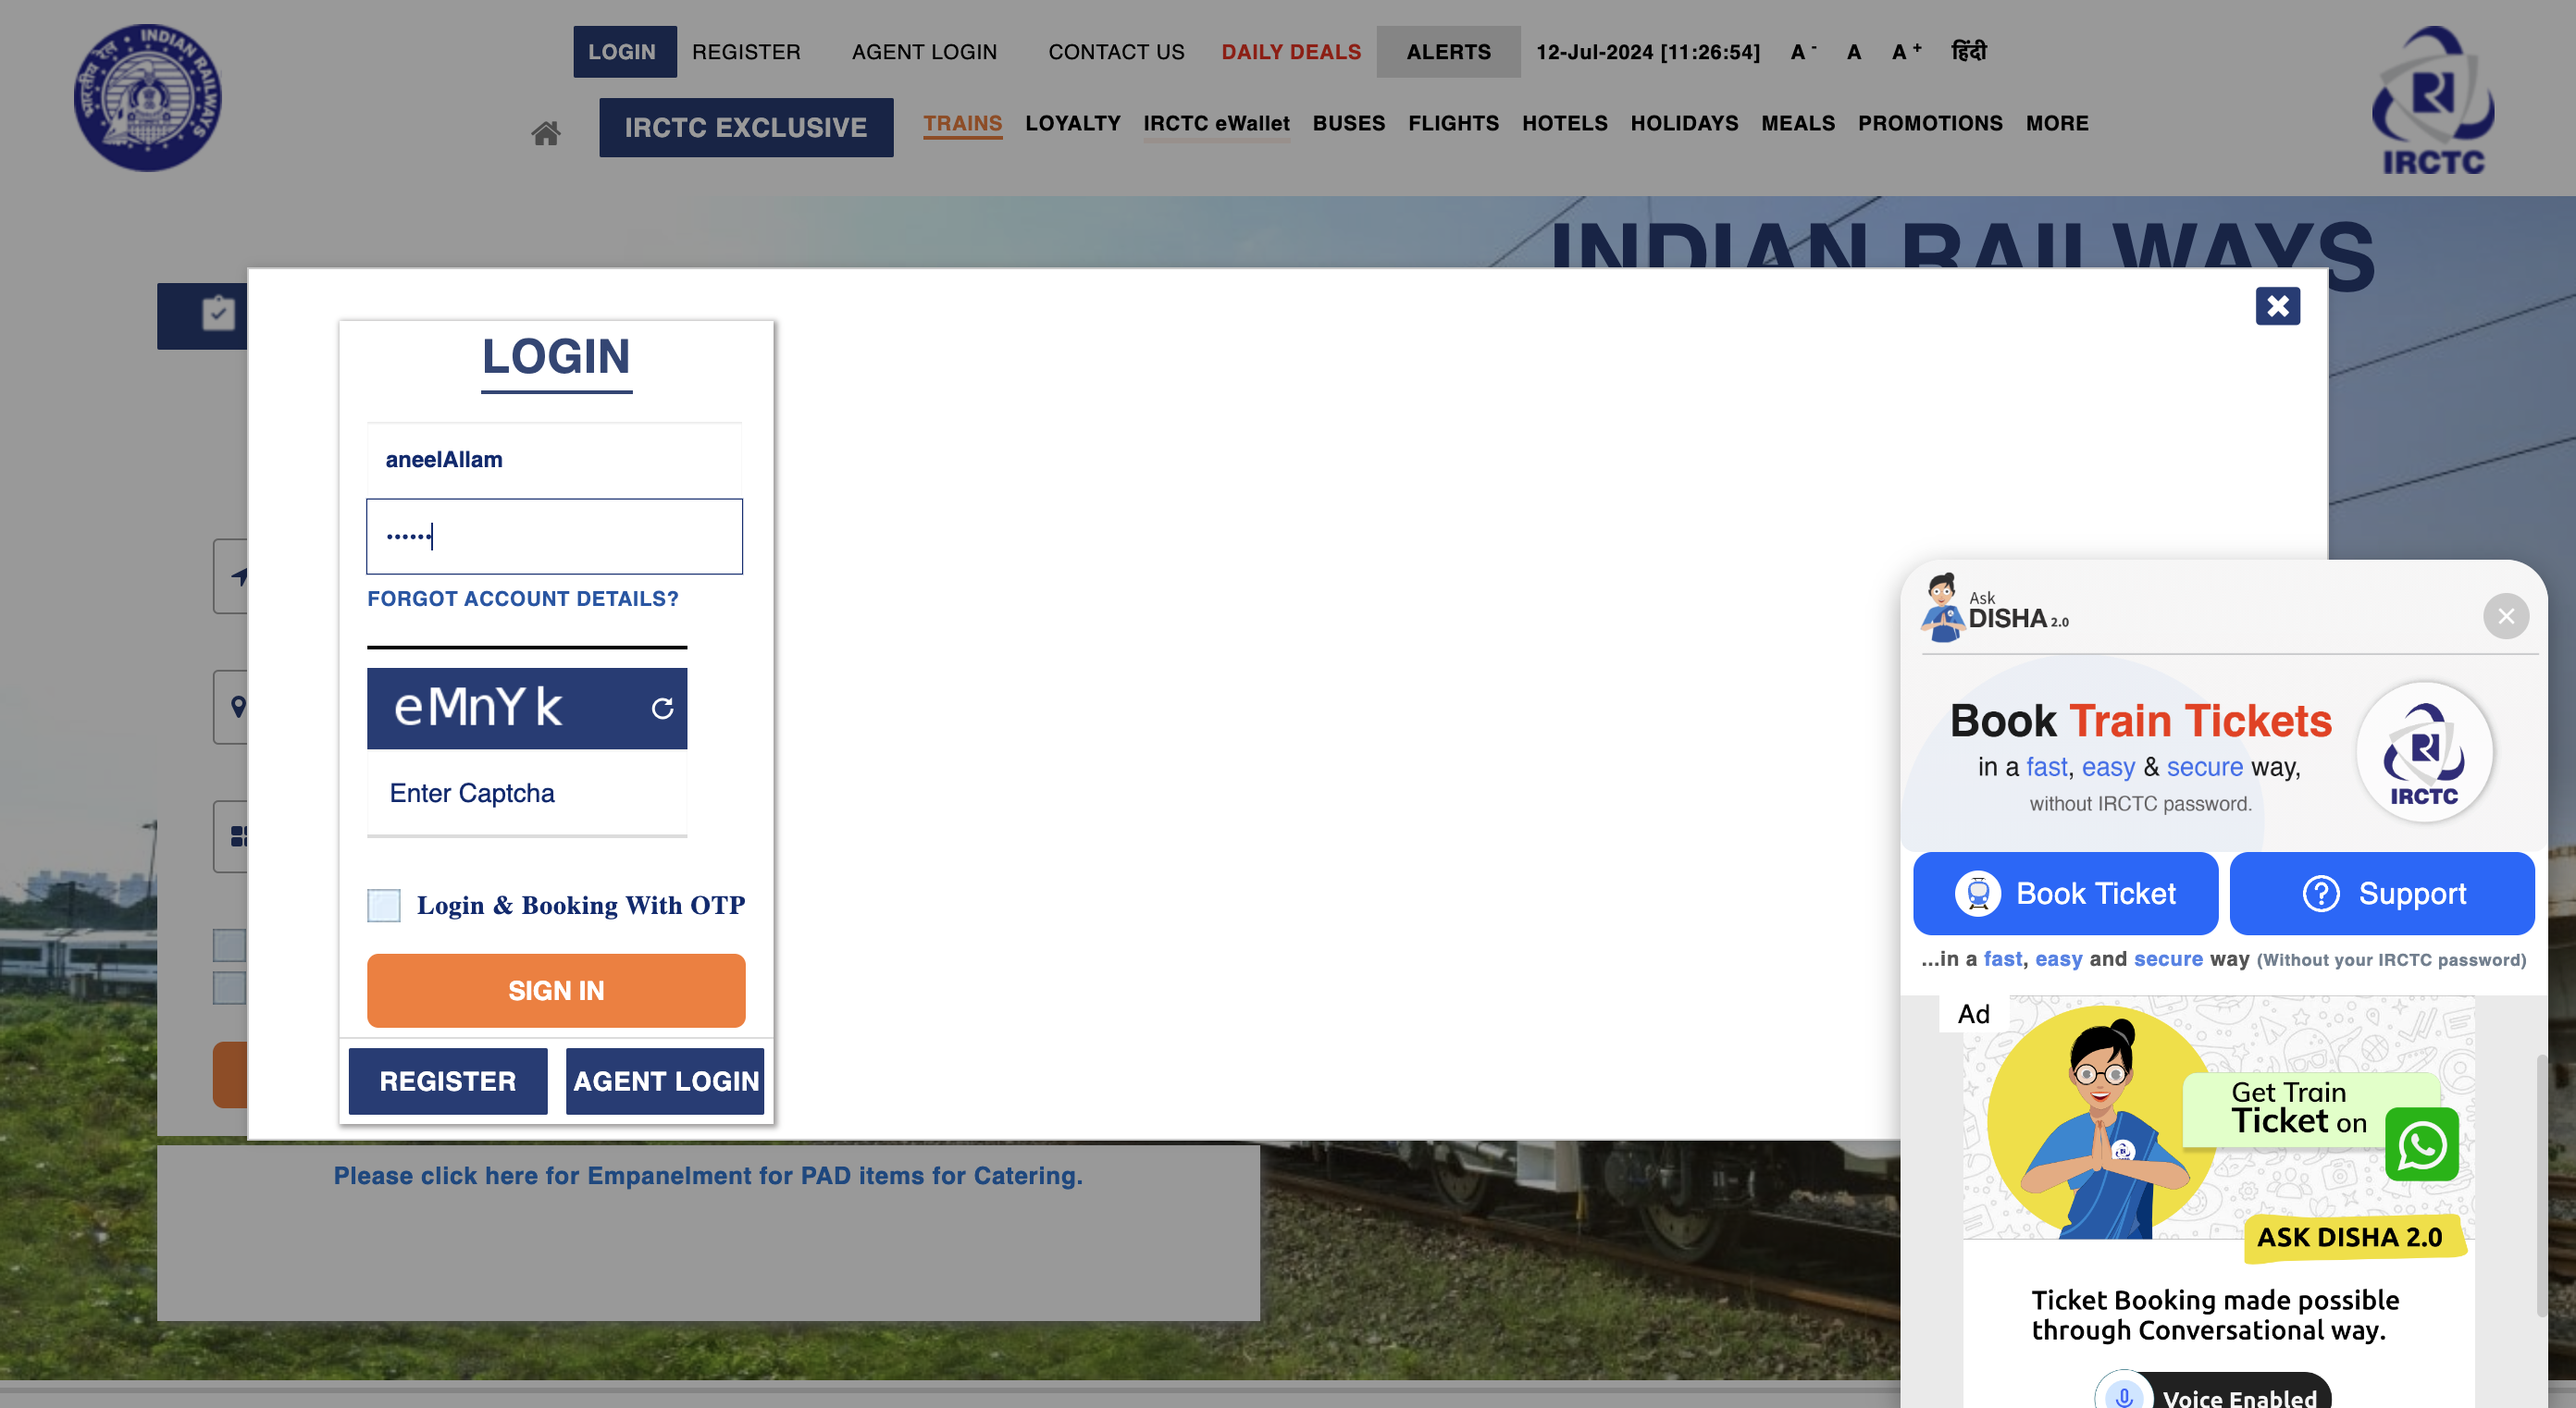 LOGIN REGISTER AGENT LOGIN CONTACT US DAILY DEALS ALERTS 12-Jul-2024 [11:26:54] A - A A + हिंदी
IRCTC EXCLUSIVE TRAINS LOYALTY IRCTC eWallet BUSES FLIGHTS HOTELS HOLIDAYS MEALS PROMOTIONS MORE
भारतीय रेल INDIAN RAILWAYS
IRCTC
INDIAN RAILWAYS
LOGIN
aneelAllam
FORGOT ACCOUNT DETAILS?
eMnYk
Enter Captcha
Login & Booking With OTP
SIGN IN
REGISTER AGENT LOGIN
Please click here for Empanelment for PAD items for Catering.
Ask
DISHA 2.0
Book Train Tickets
in a fast, easy & secure way,
without IRCTC password.
IRCTC
Book Ticket Support
...in a fast, easy and secure way (Without your IRCTC password)
Ad
Get Train
Ticket on
ASK DISHA 2.0
Ticket Booking made possible
through Conversational way.
Voice Enabled